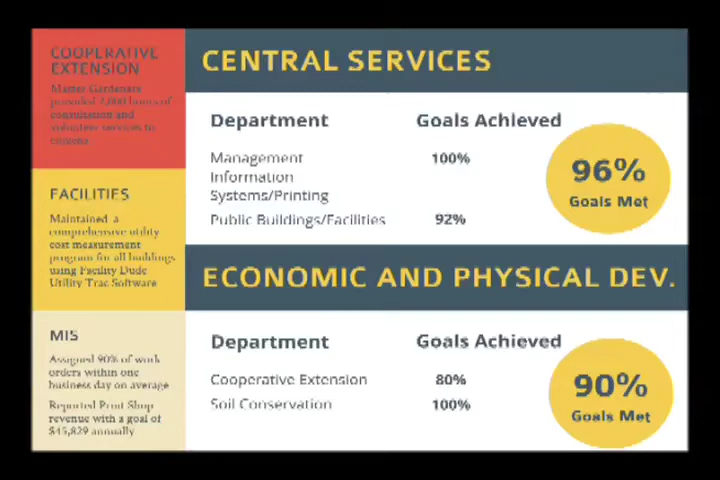 COOPERATIVE
EXTENSION
Master Gardeners
provided 7,000 hours of
consultation and
volunteer services to
citizens
FACILITIES
Maintained a
comprehensive utility
cost measurement
program for all buildings
using Facility Dude
Utility Trac Software
MIS
Assigned 90% of work
orders within one
business day on average
Reported Print Shop
revenue with a goal of
$45,829 annually
CENTRAL SERVICES
Department Goals Achieved
Management
Information
Systems/Printing 100%
Public Buildings/Facilities 92%
96%
Goals Met
ECONOMIC AND PHYSICAL DEV.
Department Goals Achieved
Cooperative Extension 80%
Soil Conservation 100%
90%
Goals Met